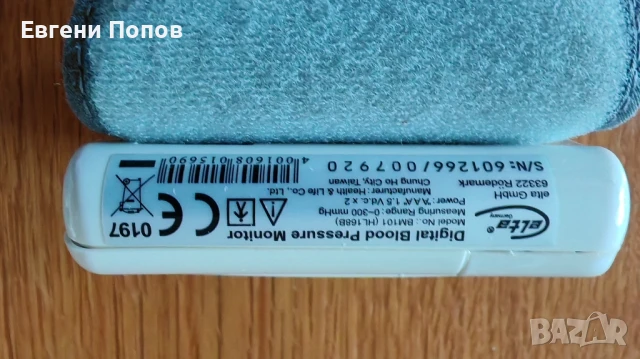 Евгени Попов
Digital Blood Pressure Monitor
Model No.: BM101 (HL168B)
Measuring Range: 0~300 mmHg
Power: "AA" 1.5 Vdc. x 2
Manufacturer: Health & Life Co., Ltd.
Chung Ho City, Taiwan
0197
elta®
Germany
elta GmbH
63322 Rödermark
S/N: 601266/007920
4 001608 015690
BAZAR